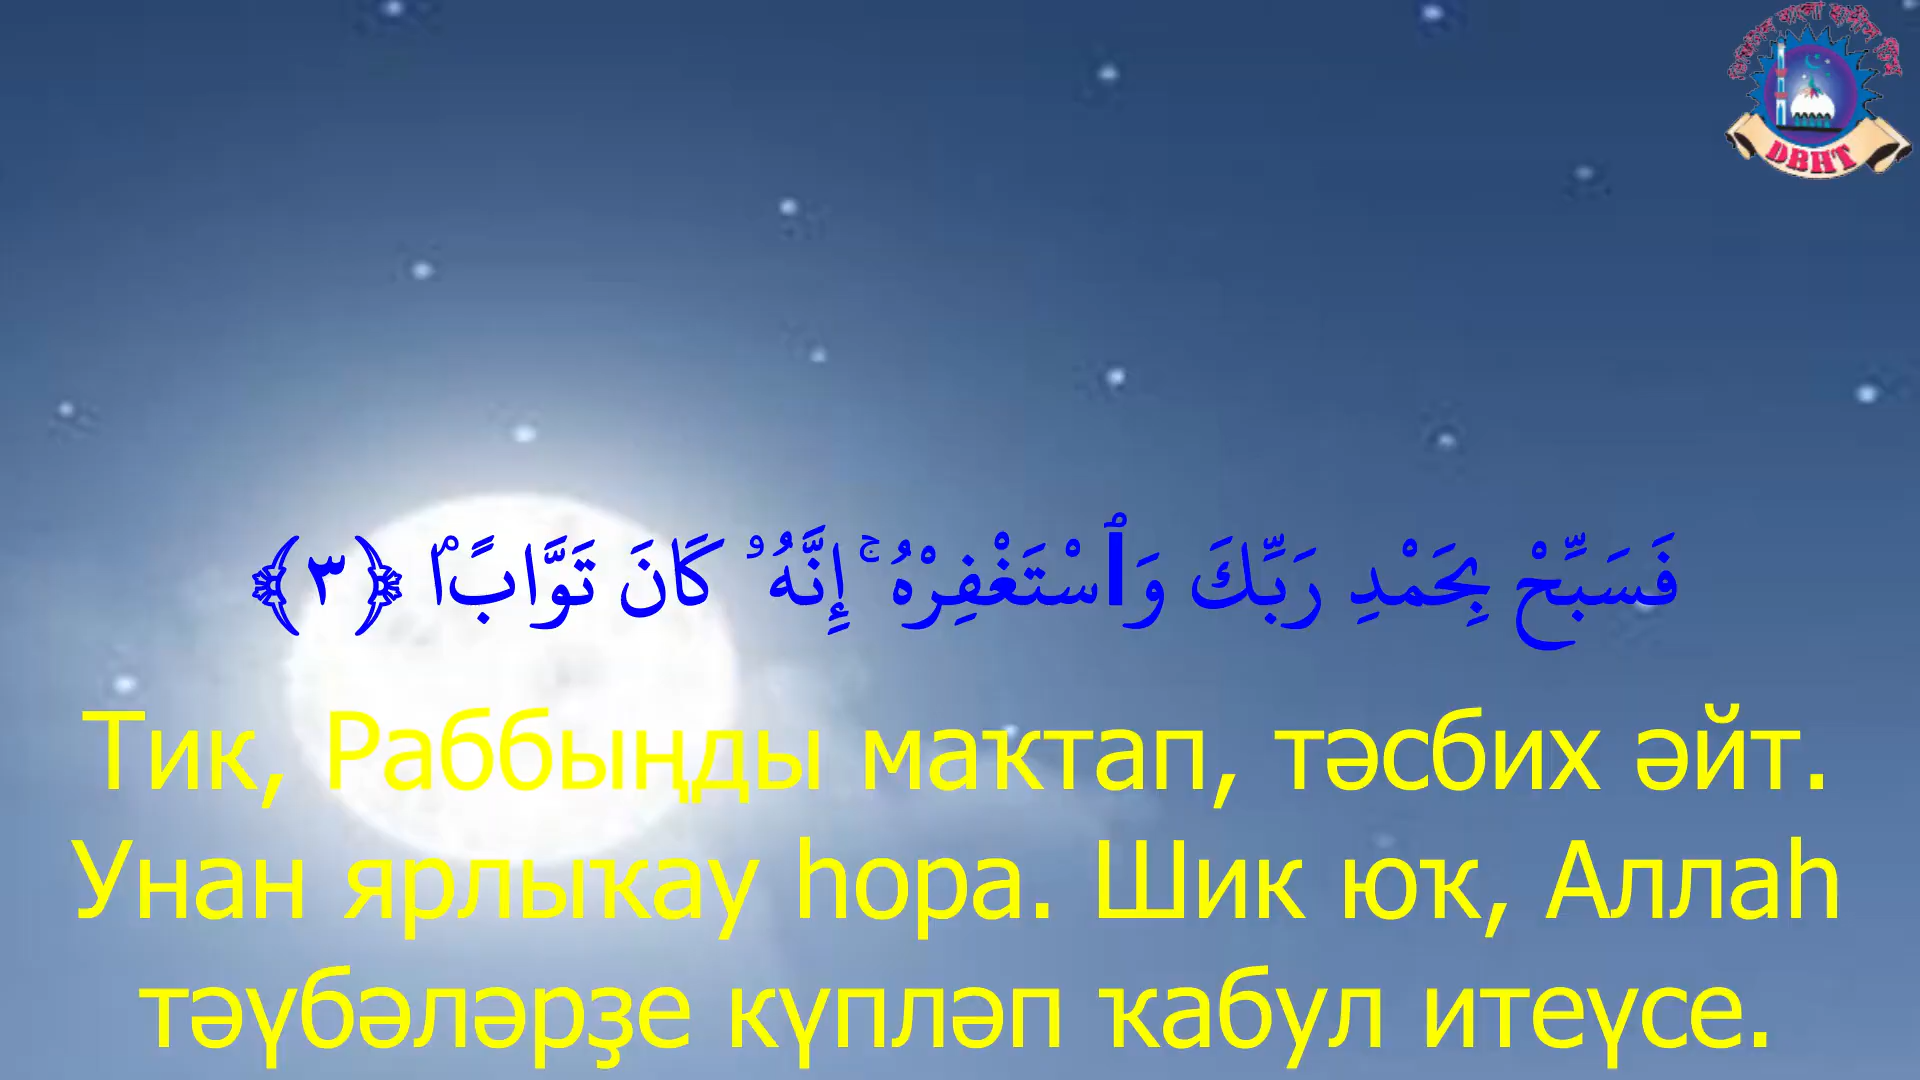 DBHT
فَسَبِّحْ بِحَمْدِ رَبِّكَ وَٱسْتَغْفِرْهُ ۚ إِنَّهُۥ كَانَ تَوَّابًۢا ﴿٣﴾
Тик, Раббыңды маҡтап, тәсбих әйт.
Унан ярлыҡау һора. Шик юҡ, Аллаһ
тәүбәләрҙе күпләп ҡабул итеүсе.